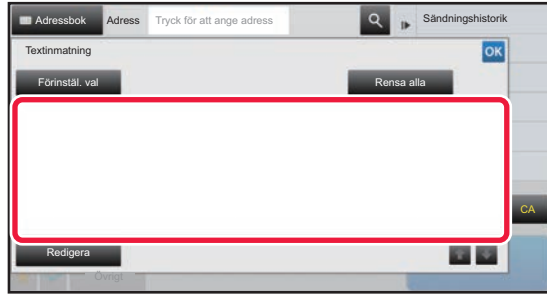 Adressbok Adress Tryck för att ange adress Sändningshistorik
Textinmatning OK
Förinstäl. val Rensa alla
CA
Redigera
Övrigt